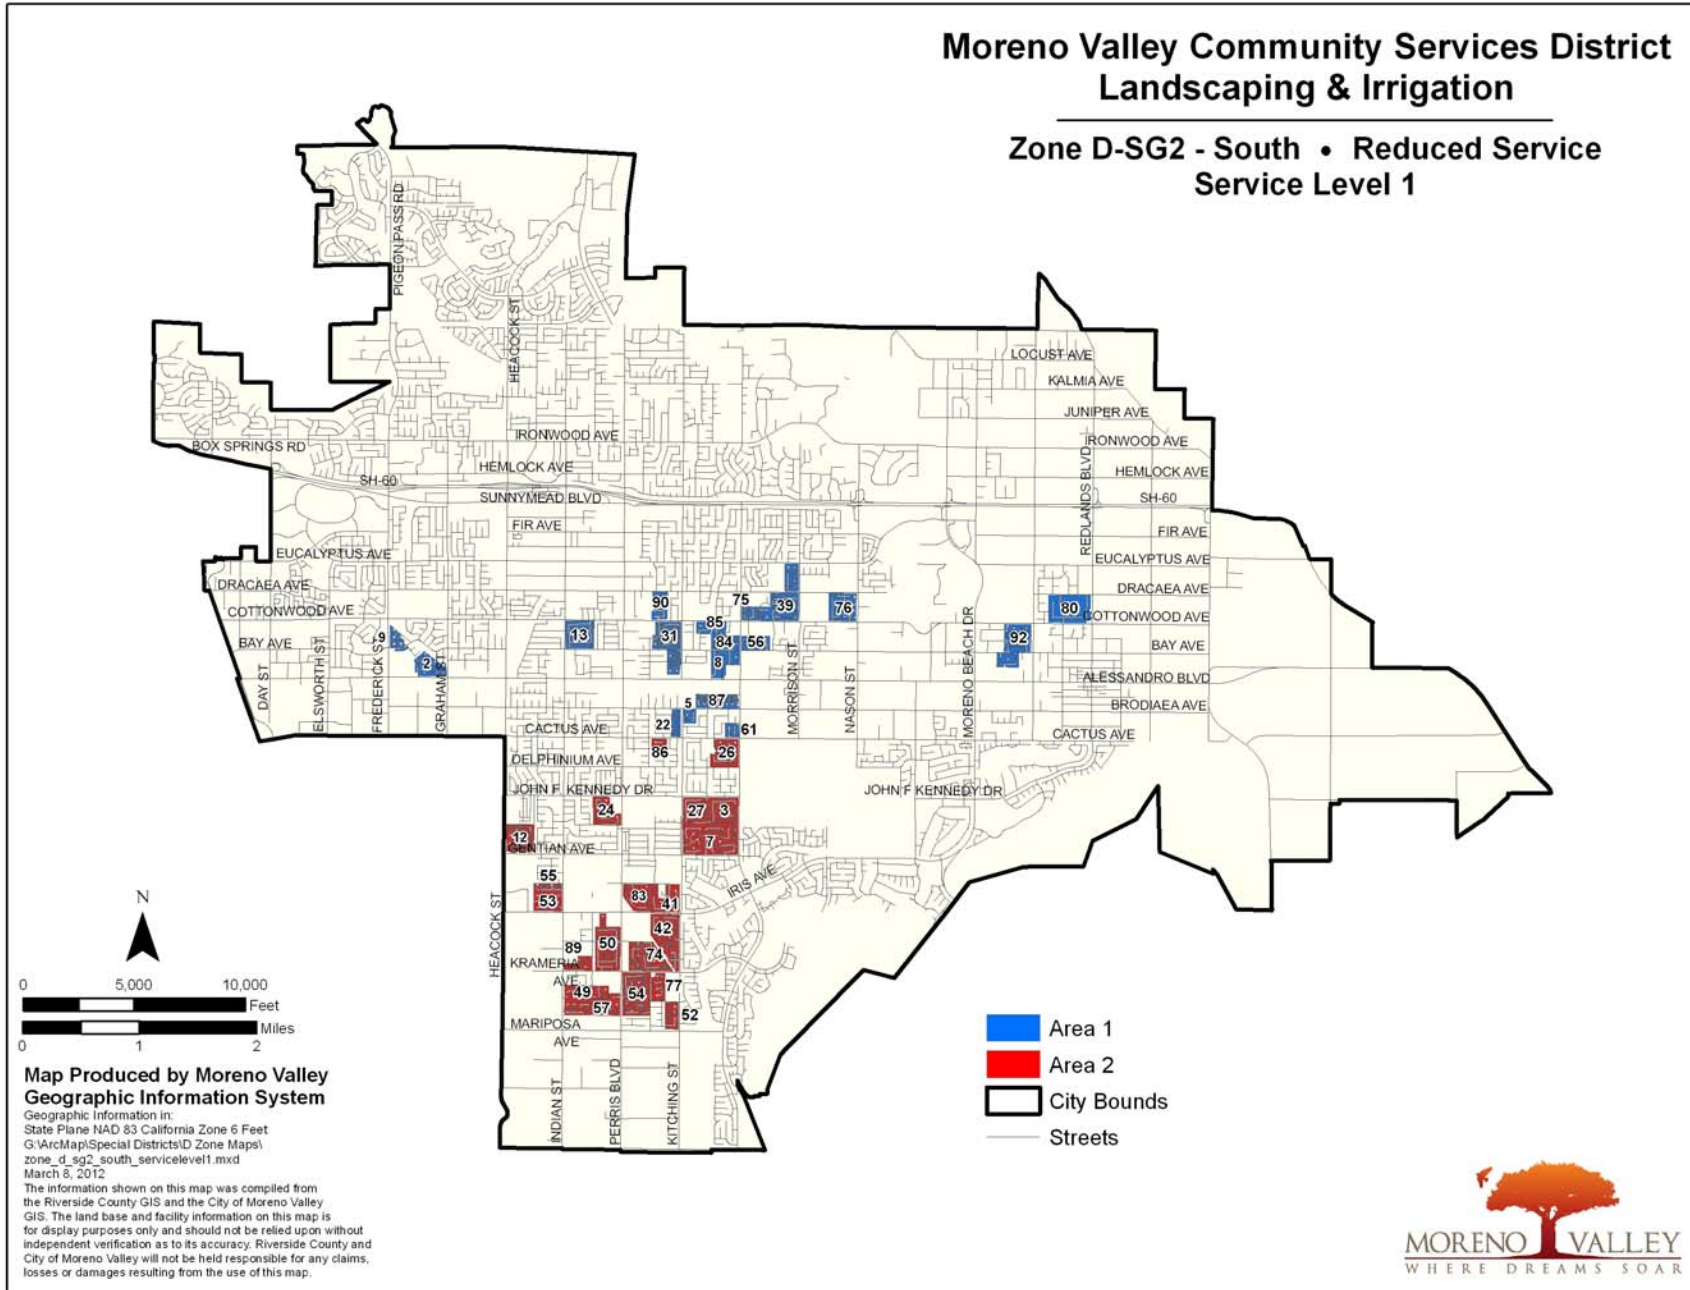 Moreno Valley Community Services District
Landscaping & Irrigation
Zone D-SG2 - South • Reduced Service
Service Level 1
PIGEON PASS RD
HEACOCK ST
LOCUST AVE
KALMIA AVE
JUNIPER AVE
IRONWOOD AVE
IRONWOOD AVE
BOX SPRINGS RD
HEMLOCK AVE
HEMLOCK AVE
SH-60
SUNNYMEAD BLVD
SH-60
REDLANDS BLVD
FIR AVE
FIR AVE
EUCALYPTUS AVE
EUCALYPTUS AVE
DRACAEA AVE
DRACAEA AVE
COTTONWOOD AVE
COTTONWOOD AVE
90
75
39
76
80
BAY AVE
BAY AVE
9
2
13
31
85
84
56
8
92
DAY ST
ELSWORTH ST
FREDERICK ST
GRAHAM ST
MORRISON ST
NASON ST
MORENO BEACH DR
ALESSANDRO BLVD
BRODIAEA AVE
5
87
22
61
CACTUS AVE
CACTUS AVE
86
26
DELPHINIUM AVE
JOHN F KENNEDY DR
JOHN F KENNEDY DR
24
27
3
12
7
GENTIAN AVE
55
53
83
41
IRIS AVE
42
HEACOCK ST
89
50
74
KRAMERIA
AVE
49
57
54
77
52
MARIPOSA
AVE
INDIAN ST
PERRIS BLVD
KITCHING ST
N
0 5,000 10,000
Feet
Miles
0 1 2
Area 1
Area 2
City Bounds
Streets
Map Produced by Moreno Valley
Geographic Information System
Geographic Information in:
State Plane NAD 83 California Zone 6 Feet
G:\ArcMap\Special Districts\D Zone Maps\
zone_d_sg2_south_servicelevel1.mxd
March 8, 2012
The information shown on this map was compiled from
the Riverside County GIS and the City of Moreno Valley
GIS. The land base and facility information on this map is
for display purposes only and should not be relied upon without
independent verification as to its accuracy. Riverside County and
City of Moreno Valley will not be held responsible for any claims,
losses or damages resulting from the use of this map.
MORENO VALLEY
WHERE DREAMS SOAR